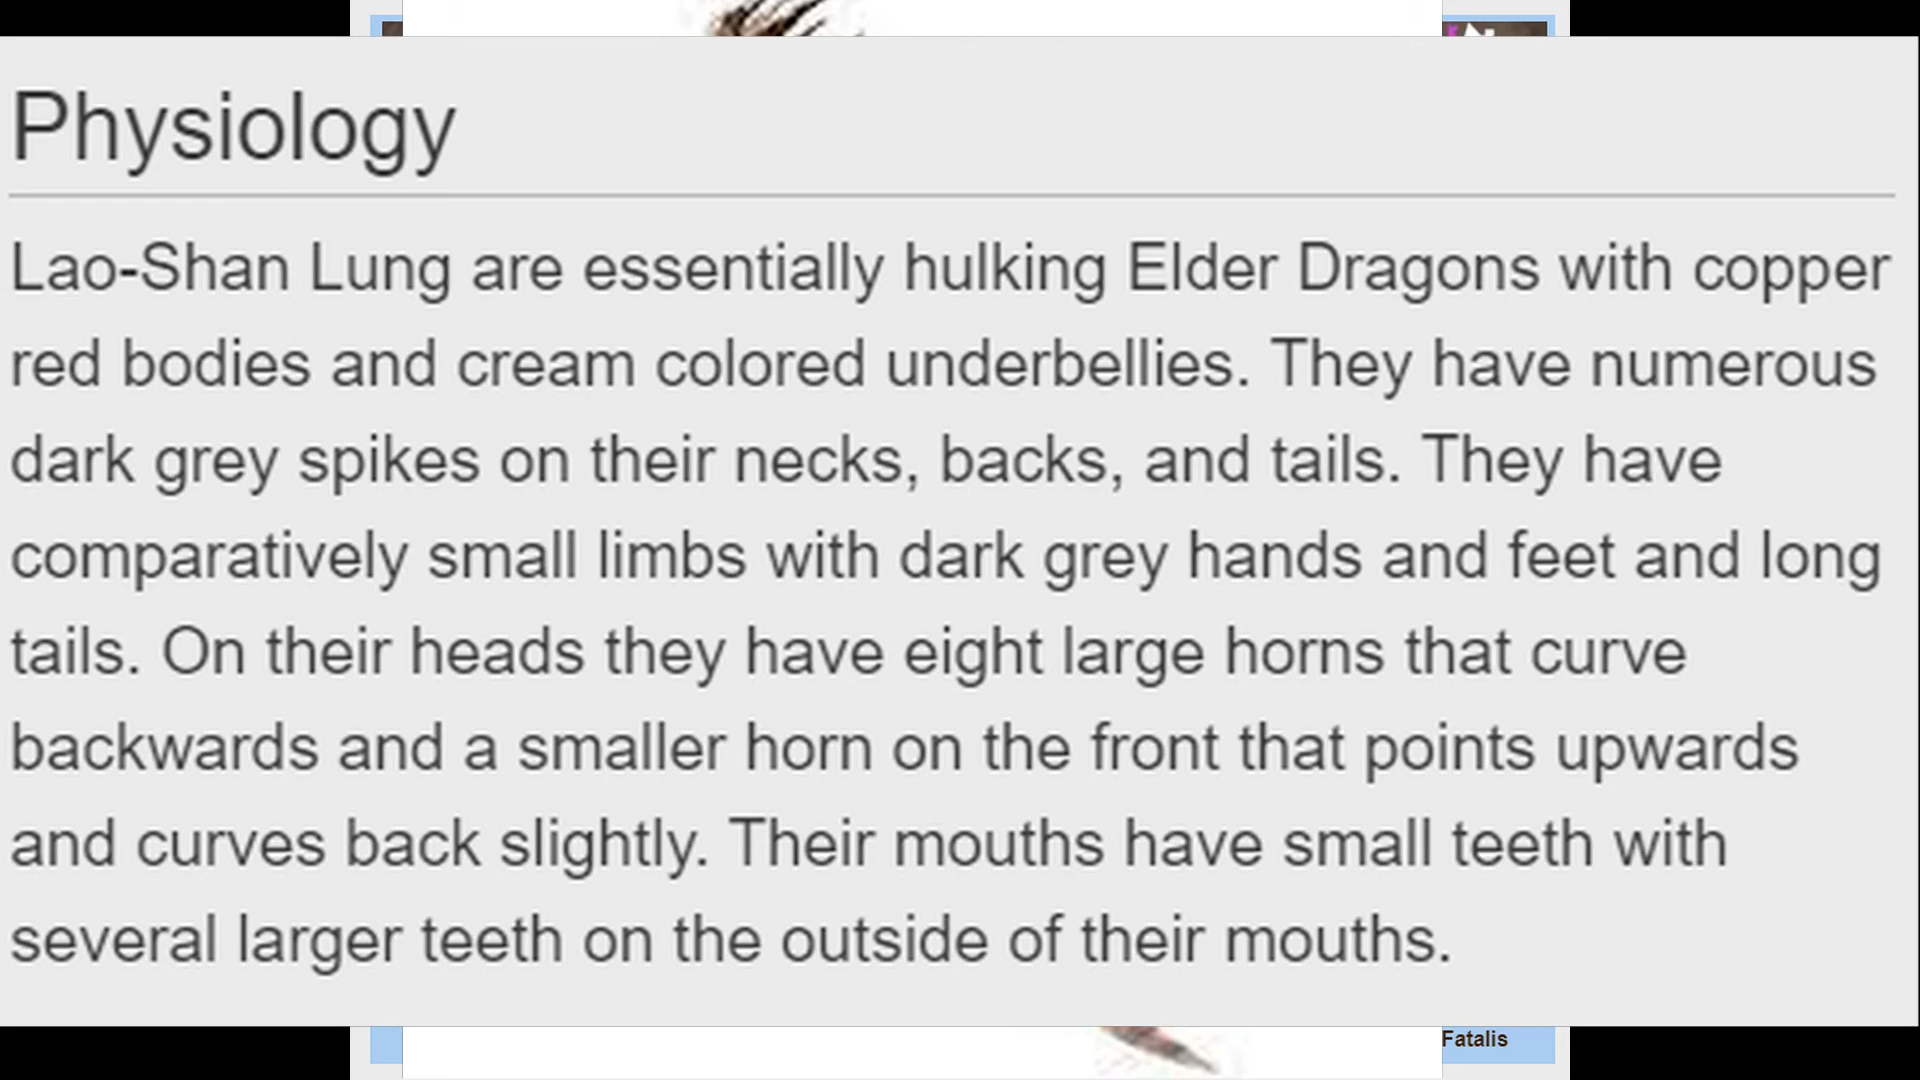 Physiology
Lao-Shan Lung are essentially hulking Elder Dragons with copper
red bodies and cream colored underbellies. They have numerous
dark grey spikes on their necks, backs, and tails. They have
comparatively small limbs with dark grey hands and feet and long
tails. On their heads they have eight large horns that curve
backwards and a smaller horn on the front that points upwards
and curves back slightly. Their mouths have small teeth with
several larger teeth on the outside of their mouths.
Fatalis